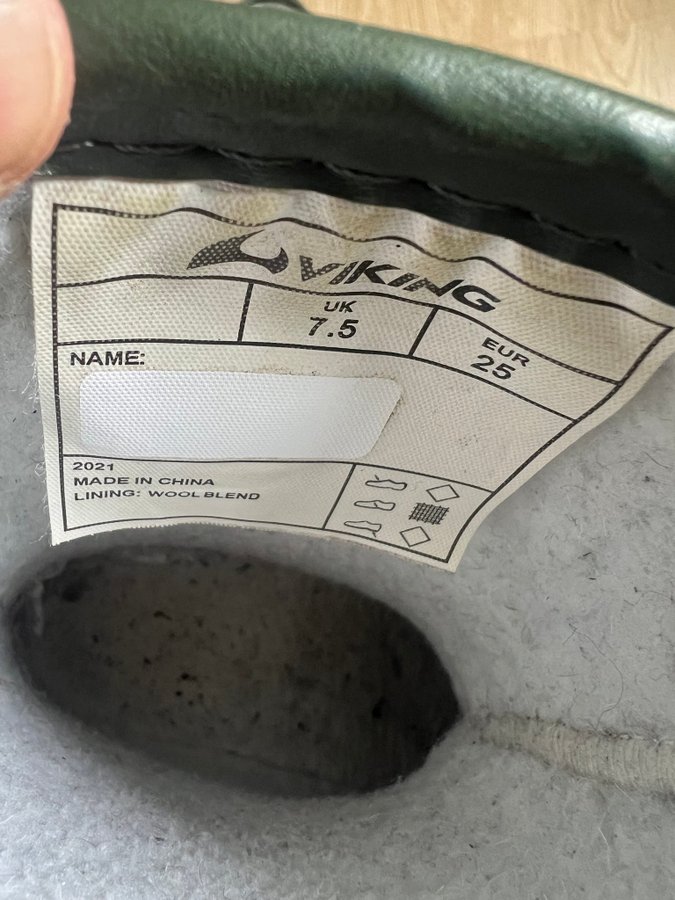 VIKING
UK
7.5
EUR
25
NAME:
2021
MADE IN CHINA
LINING: WOOL BLEND